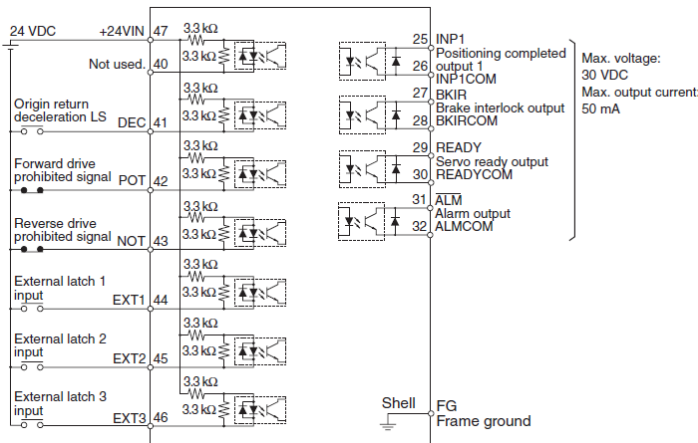 24 VDC
+24VIN 47
3.3 kΩ
3.3 kΩ
Not used. 40
Origin return
deceleration LS
DEC 41
3.3 kΩ
3.3 kΩ
Forward drive
prohibited signal POT 42
3.3 kΩ
3.3 kΩ
Reverse drive
prohibited signal NOT 43
3.3 kΩ
3.3 kΩ
External latch 1
input
EXT1 44
3.3 kΩ
3.3 kΩ
External latch 2
input
EXT2 45
3.3 kΩ
3.3 kΩ
External latch 3
input
EXT3 46
3.3 kΩ
3.3 kΩ
25 INP1
Positioning completed
26 output 1
INP1COM
27 BKIR
Brake interlock output
28 BKIRCOM
29 READY
Servo ready output
30 READYCOM
31 ALM
Alarm output
32 ALMCOM
Max. voltage:
30 VDC
Max. output current:
50 mA
Shell FG
Frame ground